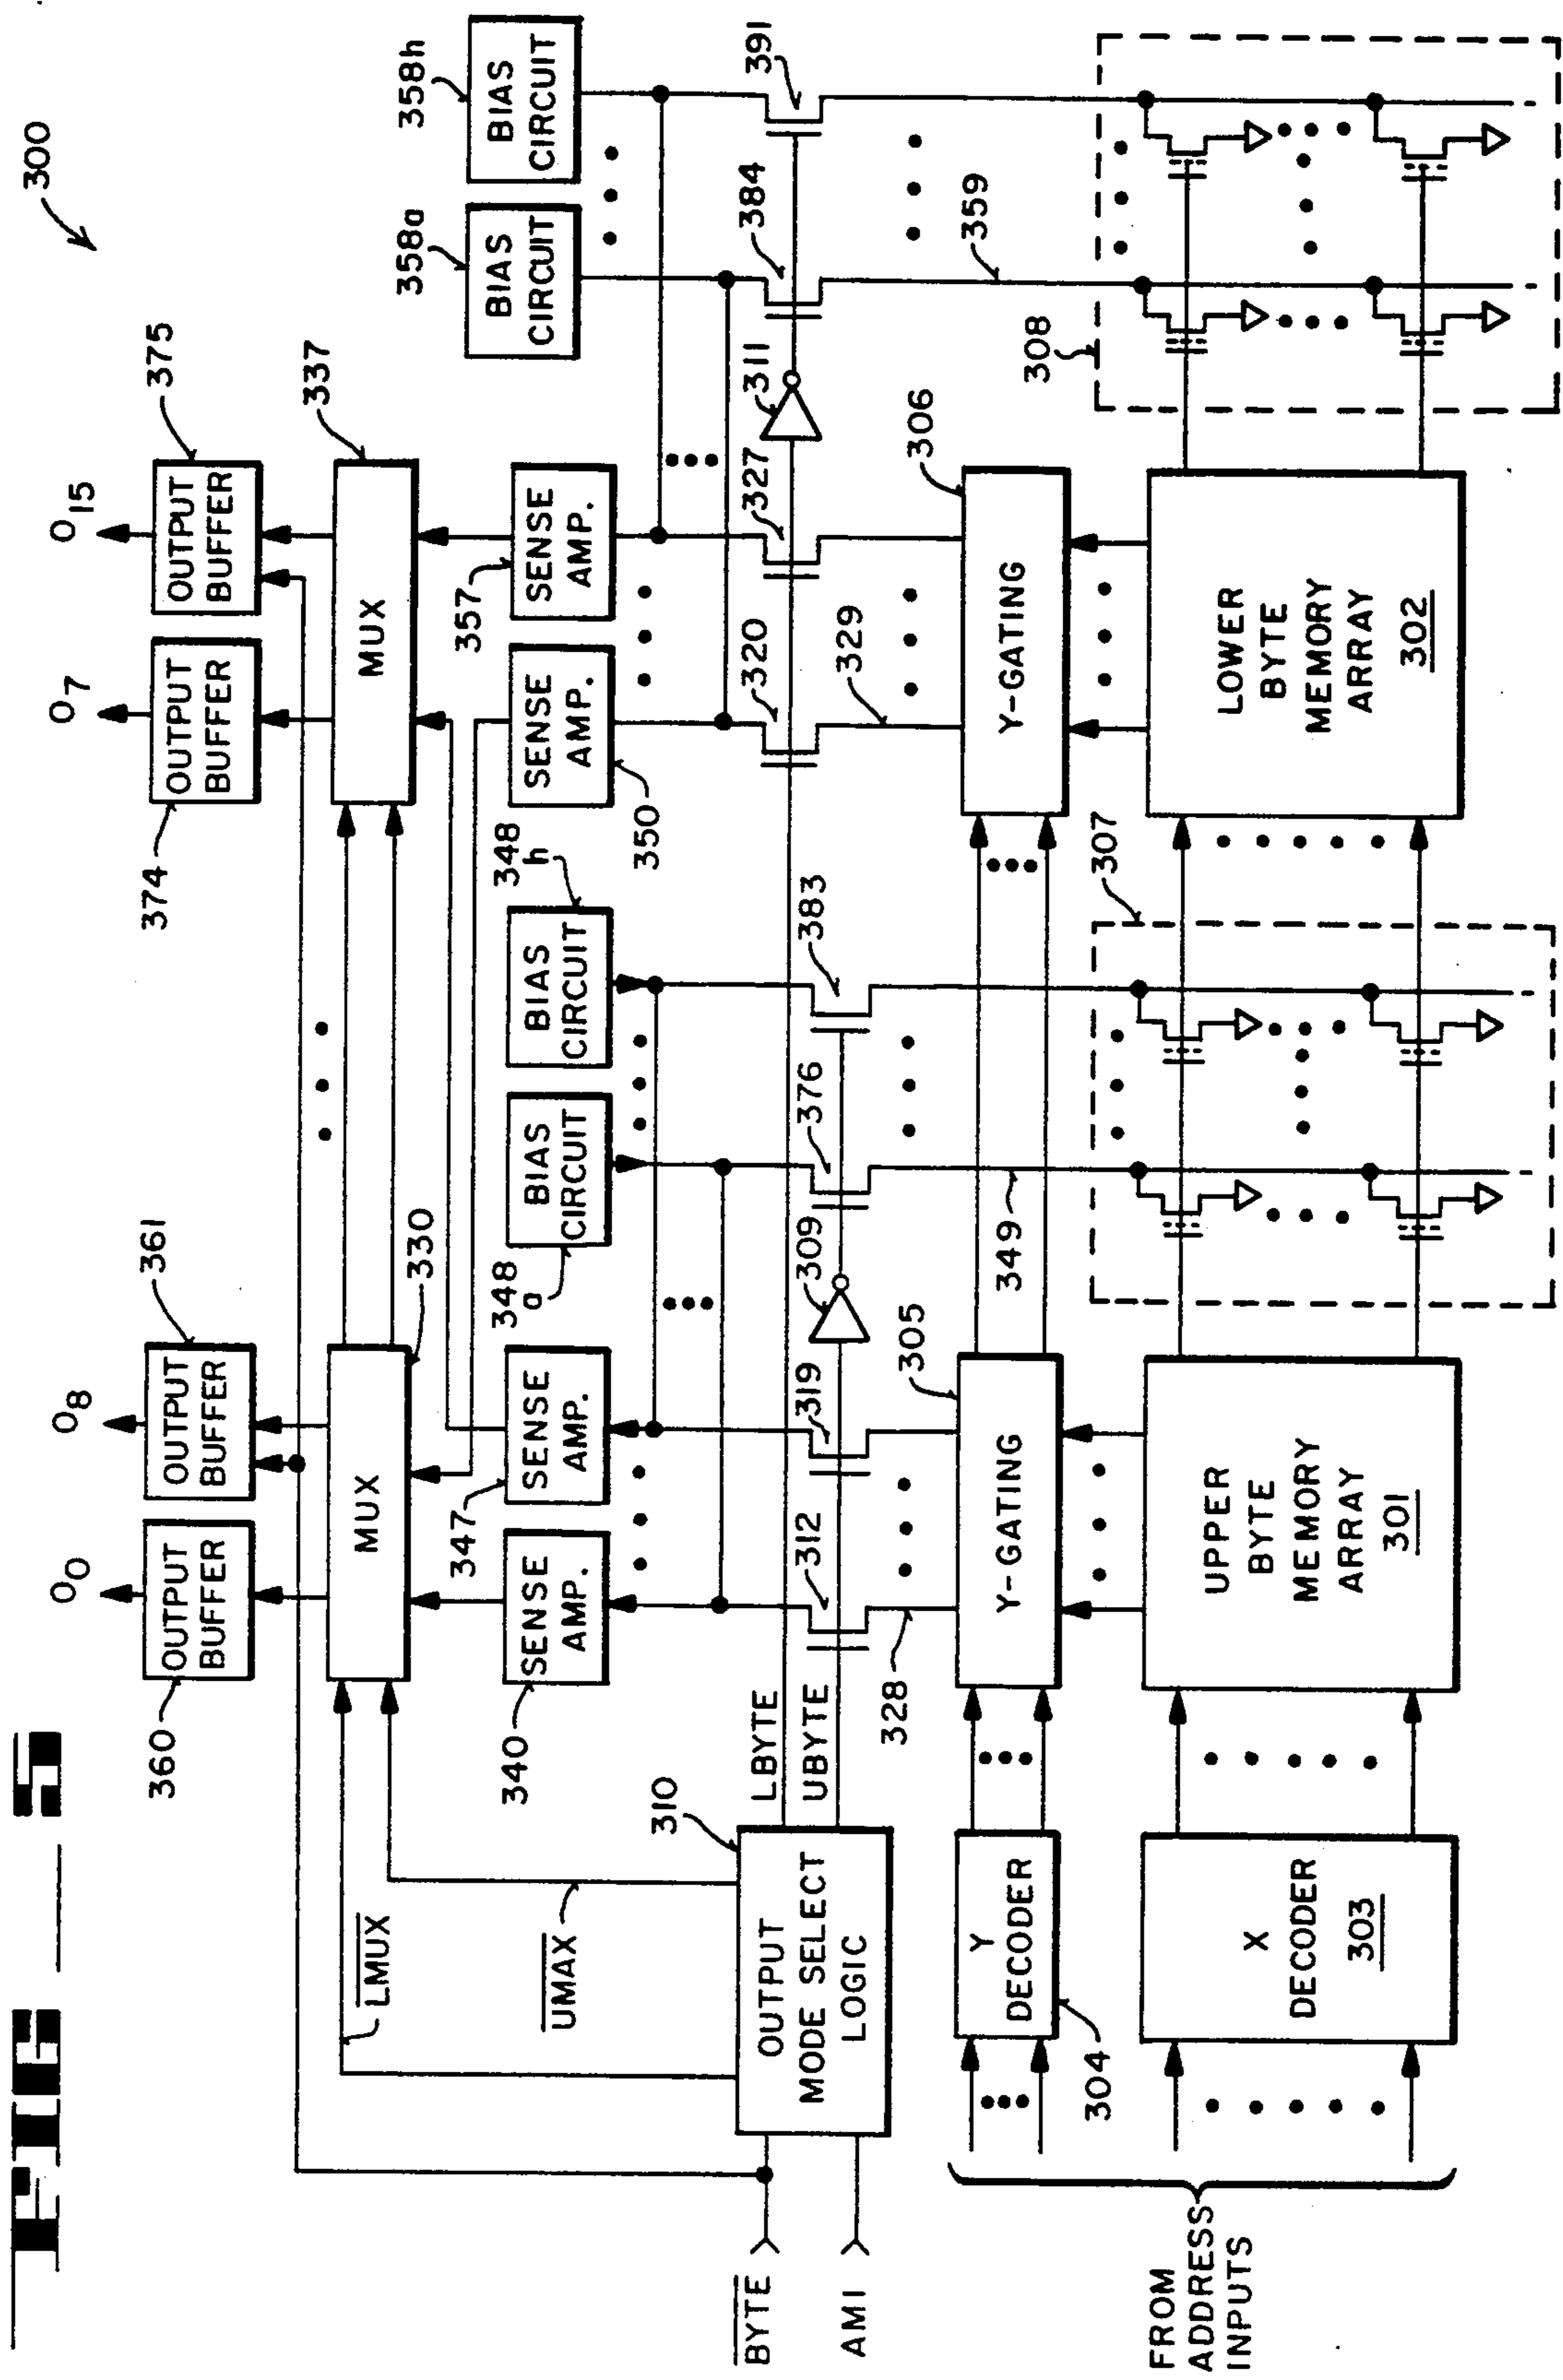 FIG 5
300
O0
O8
O7
O15
360
OUTPUT
BUFFER
361
OUTPUT
BUFFER
374
OUTPUT
BUFFER
375
OUTPUT
BUFFER
MUX
330
MUX
337
LMUX
UMAX
340
SENSE
AMP.
347
SENSE
AMP.
348
a
BIAS
CIRCUIT
348
h
BIAS
CIRCUIT
350
SENSE
AMP.
357
SENSE
AMP.
358a
BIAS
CIRCUIT
358h
BIAS
CIRCUIT
BYTE
AM1
310
OUTPUT
MODE SELECT
LOGIC
LBYTE
UBYTE
312
319
309
376
383
320
327
311
384
391
328
349
329
359
FROM
ADDRESS
INPUTS
304
Y
DECODER
305
Y-GATING
306
Y-GATING
X
DECODER
303
UPPER
BYTE
MEMORY
ARRAY
301
307
LOWER
BYTE
MEMORY
ARRAY
302
308